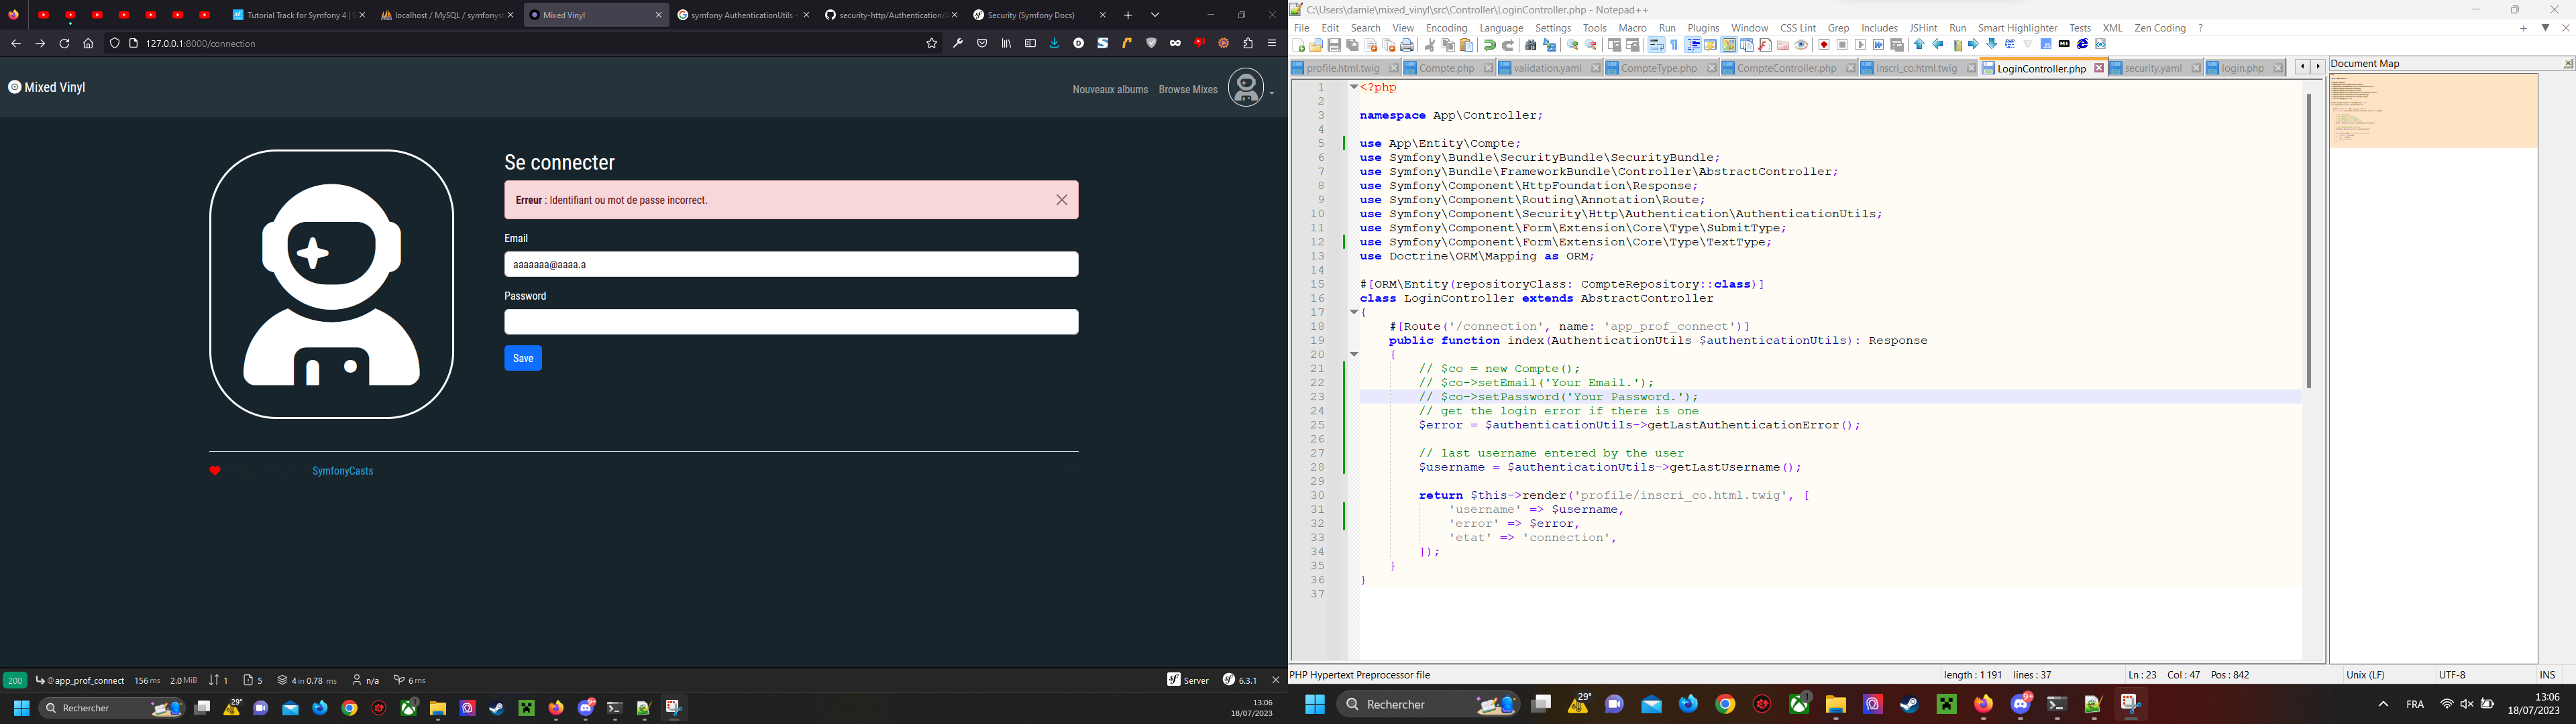 Tutorial Track for Symfony 4 | S
localhost / MySQL / symfonyst
Mixed Vinyl
symfony AuthenticationUtils
security-http/Authentication/A
Security (Symfony Docs)
127.0.0.1:8000/connection
Mixed Vinyl
Nouveaux albums Browse Mixes
Se connecter
Erreur : Identifiant ou mot de passe incorrect.
Email
aaaaaaa@aaaa.a
Password
Save
SymfonyCasts
200 @app_prof_connect 156 ms 2.0 MiB 1 5 4 in 0.78 ms n/a 6 ms Server 6.3.1
Rechercher 29°
13:06
18/07/2023
C:\Users\damie\mixed_vinyl\src\Controller\LoginController.php - Notepad++
File Edit Search View Encoding Language Settings Tools Macro Run Plugins Window CSS Lint Grep Includes JSHint Run Smart Highlighter Tests XML Zen Coding ?
profile.html.twig Compte.php validation.yaml CompteType.php CompteController.php inscri_co.html.twig LoginController.php security.yaml login.php
Document Map
1 <?php
2
3 namespace App\Controller;
4
5 use App\Entity\Compte;
6 use Symfony\Bundle\SecurityBundle\SecurityBundle;
7 use Symfony\Bundle\FrameworkBundle\Controller\AbstractController;
8 use Symfony\Component\HttpFoundation\Response;
9 use Symfony\Component\Routing\Annotation\Route;
10 use Symfony\Component\Security\Http\Authentication\AuthenticationUtils;
11 use Symfony\Component\Form\Extension\Core\Type\SubmitType;
12 use Symfony\Component\Form\Extension\Core\Type\TextType;
13 use Doctrine\ORM\Mapping as ORM;
14
15 #[ORM\Entity(repositoryClass: CompteRepository::class)]
16 class LoginController extends AbstractController
17 {
18 #[Route('/connection', name: 'app_prof_connect')]
19 public function index(AuthenticationUtils $authenticationUtils): Response
20 {
21 // $co = new Compte();
22 // $co->setEmail('Your Email.');
23 // $co->setPassword('Your Password.');
24 // get the login error if there is one
25 $error = $authenticationUtils->getLastAuthenticationError();
26
27 // last username entered by the user
28 $username = $authenticationUtils->getLastUsername();
29
30 return $this->render('profile/inscri_co.html.twig', [
31 'username' => $username,
32 'error' => $error,
33 'etat' => 'connection',
34 ]);
35 }
36 }
37
PHP Hypertext Preprocessor file length : 1 191 lines : 37 Ln : 23 Col : 47 Pos : 842 Unix (LF) UTF-8 INS
Rechercher 29° FRA
13:06
18/07/2023